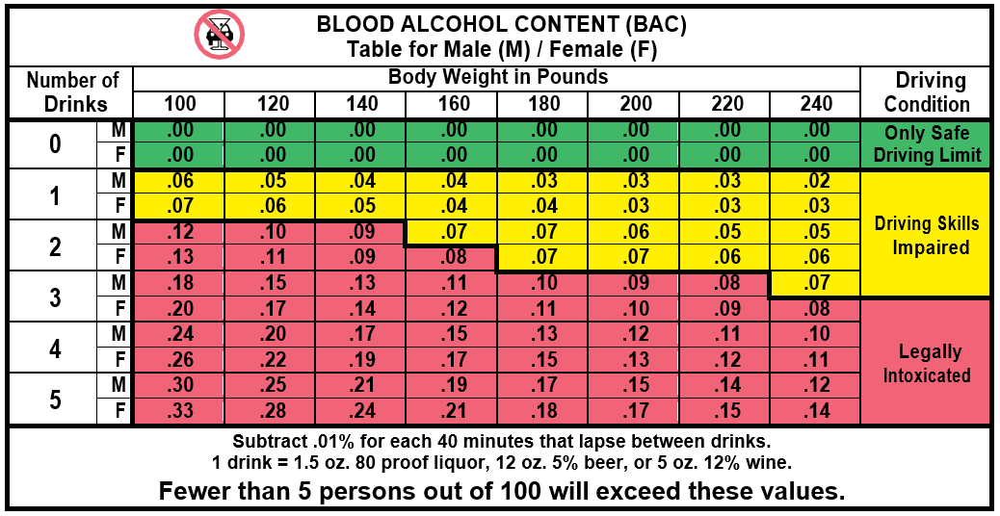 BLOOD ALCOHOL CONTENT (BAC)
Table for Male (M) / Female (F)
Number of Drinks Body Weight in Pounds Driving Condition
100 120 140 160 180 200 220 240
0 M .00 .00 .00 .00 .00 .00 .00 .00 Only Safe
F .00 .00 .00 .00 .00 .00 .00 .00 Driving Limit
1 M .06 .05 .04 .04 .03 .03 .03 .02
F .07 .06 .05 .04 .04 .03 .03 .03
2 M .12 .10 .09 .07 .07 .06 .05 .05 Driving Skills
F .13 .11 .09 .08 .07 .07 .06 .06 Impaired
3 M .18 .15 .13 .11 .10 .09 .08 .07
F .20 .17 .14 .12 .11 .10 .09 .08
4 M .24 .20 .17 .15 .13 .12 .11 .10 Legally
F .26 .22 .19 .17 .15 .13 .12 .11 Intoxicated
5 M .30 .25 .21 .19 .17 .15 .14 .12
F .33 .28 .24 .21 .18 .17 .15 .14
Subtract .01% for each 40 minutes that lapse between drinks.
1 drink = 1.5 oz. 80 proof liquor, 12 oz. 5% beer, or 5 oz. 12% wine.
Fewer than 5 persons out of 100 will exceed these values.